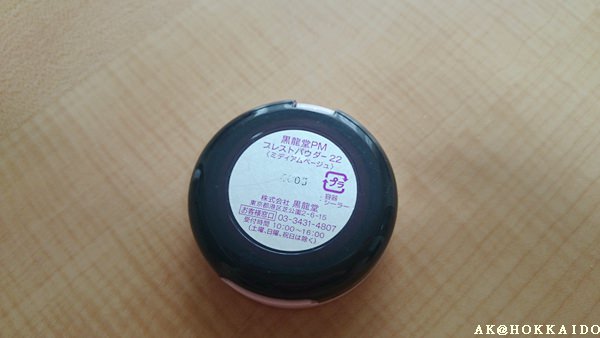 黒龍堂PM
プレストパウダー 22
〈ミディアムベージュ〉
プラ
容器
シーラー
株式会社 黒龍堂
東京都港区芝公園2-6-15
お客様窓口 03-3431-4807
受付時間 10:00〜16:00
(土曜、日曜、祝日は除く)
AK@HOKKAIDO